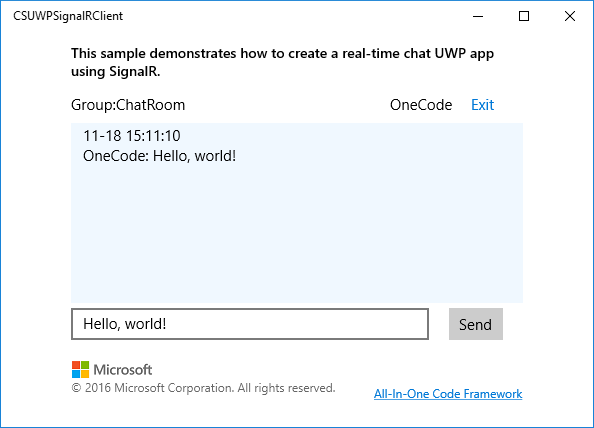 CSUWPSignalRClient
This sample demonstrates how to create a real-time chat UWP app
using SignalR.
Group:ChatRoom OneCode Exit
11-18 15:11:10
OneCode: Hello, world!
Hello, world! Send
Microsoft
© 2016 Microsoft Corporation. All rights reserved.
All-In-One Code Framework